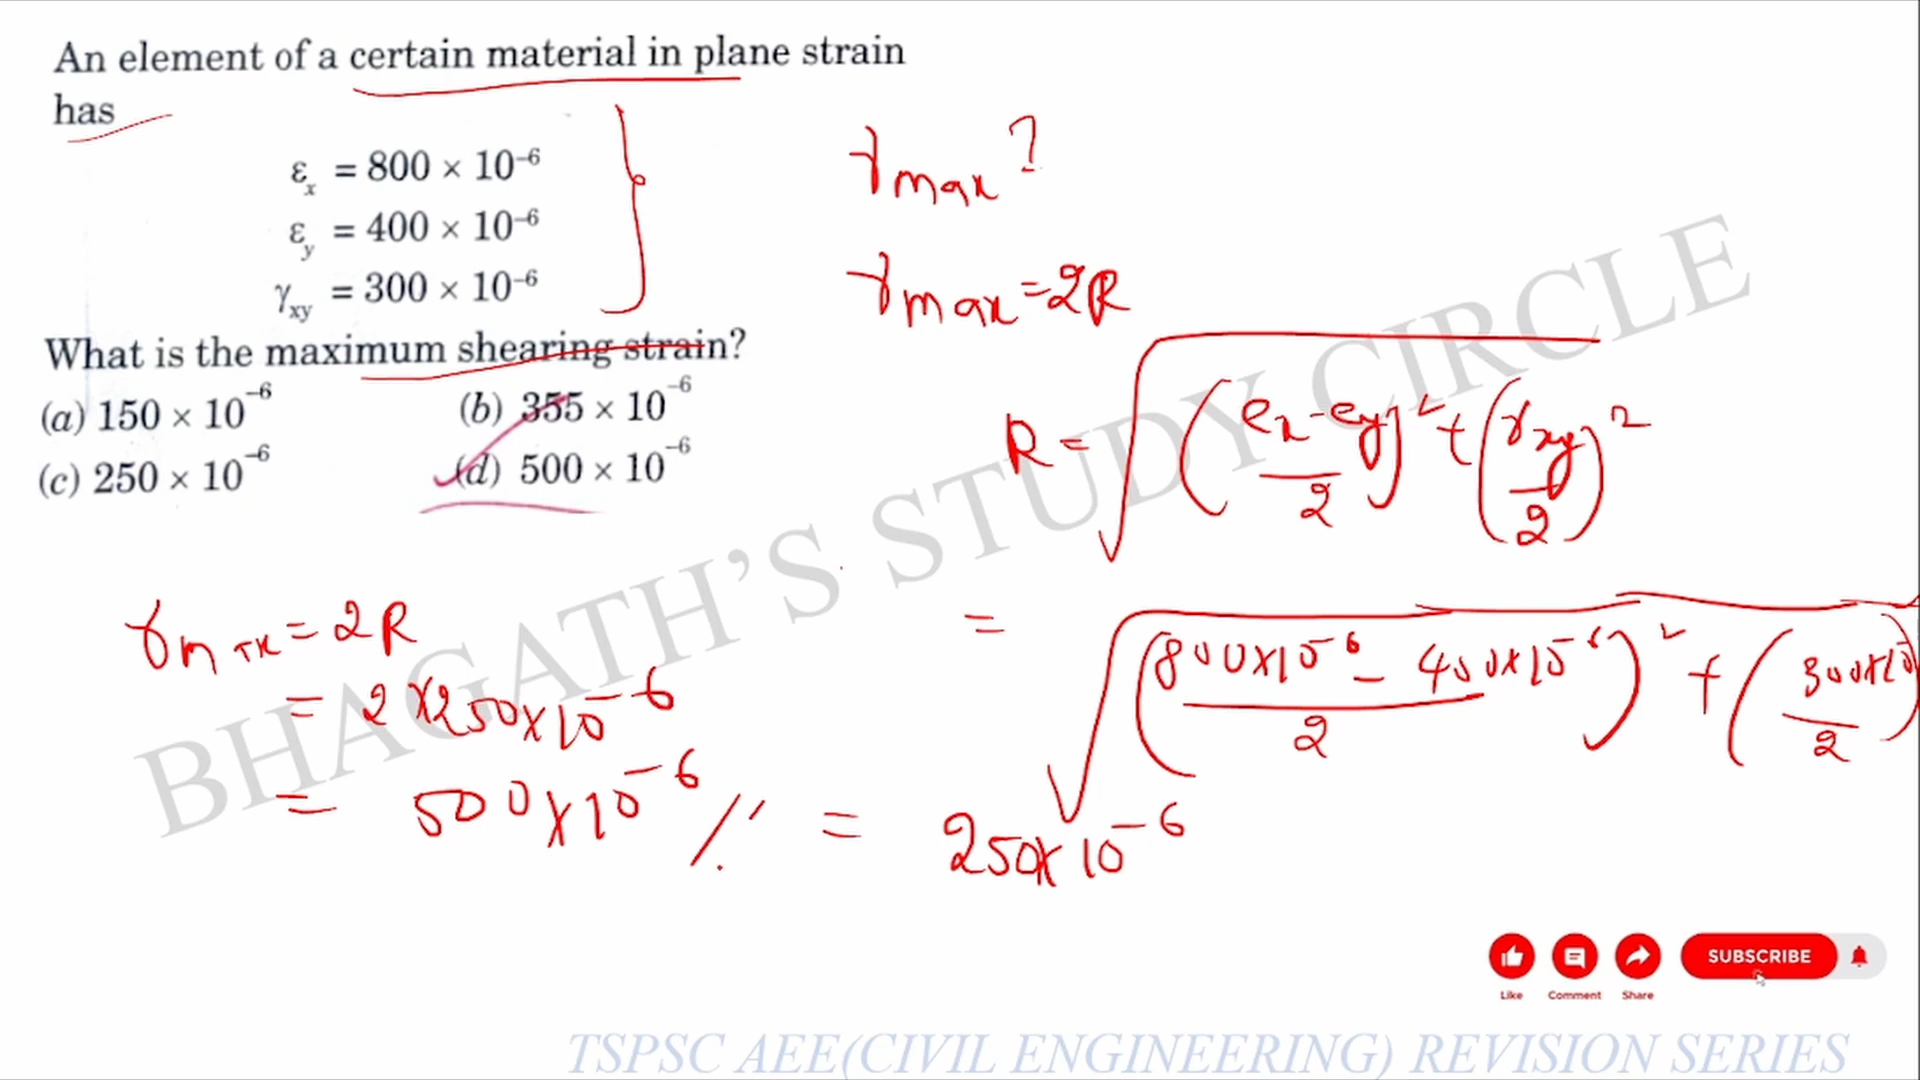 An element of a certain material in plane strain
has
εx = 800 × 10–6
εy = 400 × 10–6
γxy = 300 × 10–6
What is the maximum shearing strain?
(a) 150 × 10–6 (b) 355 × 10–6
(c) 250 × 10–6 (d) 500 × 10–6
γmax ?
γmax = 2R
R = √((ex - ey)/2)² + (γxy/2)²
= √((800×10-6 - 400×10-6)/2)² + (300×10/2)
= 250×10-6
γmax = 2R
= 2×250×10-6
= 500×10-6
BHAGATH'S STUDY CIRCLE
Like Comment Share SUBSCRIBE
TSPSC AEE(CIVIL ENGINEERING) REVISION SERIES